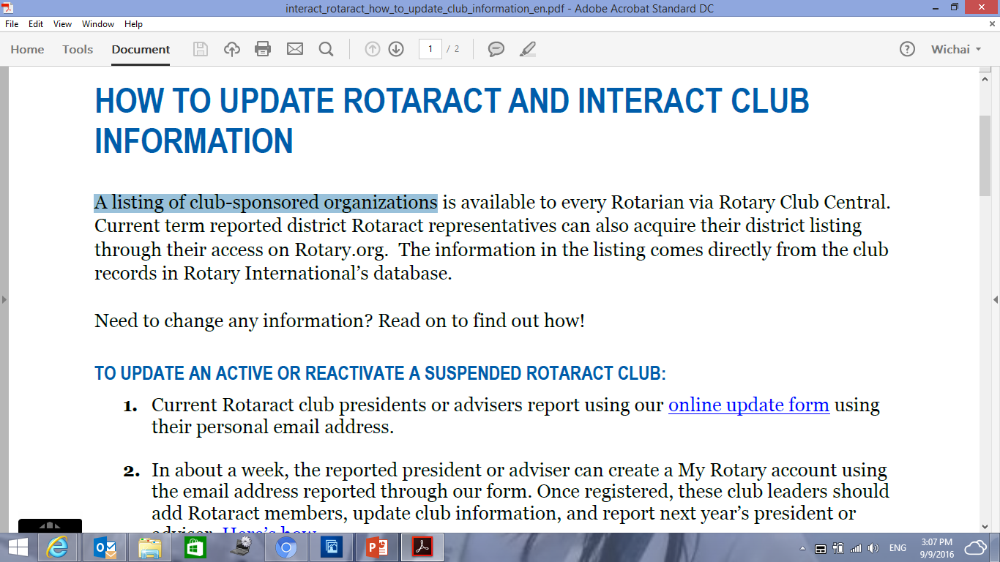 interact_rotaract_how_to_update_club_information_en.pdf - Adobe Acrobat Standard DC
File Edit View Window Help
Home Tools Document 1 / 2 Wichai
HOW TO UPDATE ROTARACT AND INTERACT CLUB
INFORMATION
A listing of club-sponsored organizations is available to every Rotarian via Rotary Club Central.
Current term reported district Rotaract representatives can also acquire their district listing
through their access on Rotary.org. The information in the listing comes directly from the club
records in Rotary International’s database.
Need to change any information? Read on to find out how!
TO UPDATE AN ACTIVE OR REACTIVATE A SUSPENDED ROTARACT CLUB:
1. Current Rotaract club presidents or advisers report using our online update form using
their personal email address.
2. In about a week, the reported president or adviser can create a My Rotary account using
the email address reported through our form. Once registered, these club leaders should
add Rotaract members, update club information, and report next year’s president or
adviser. Here’s how
ENG 3:07 PM
9/9/2016